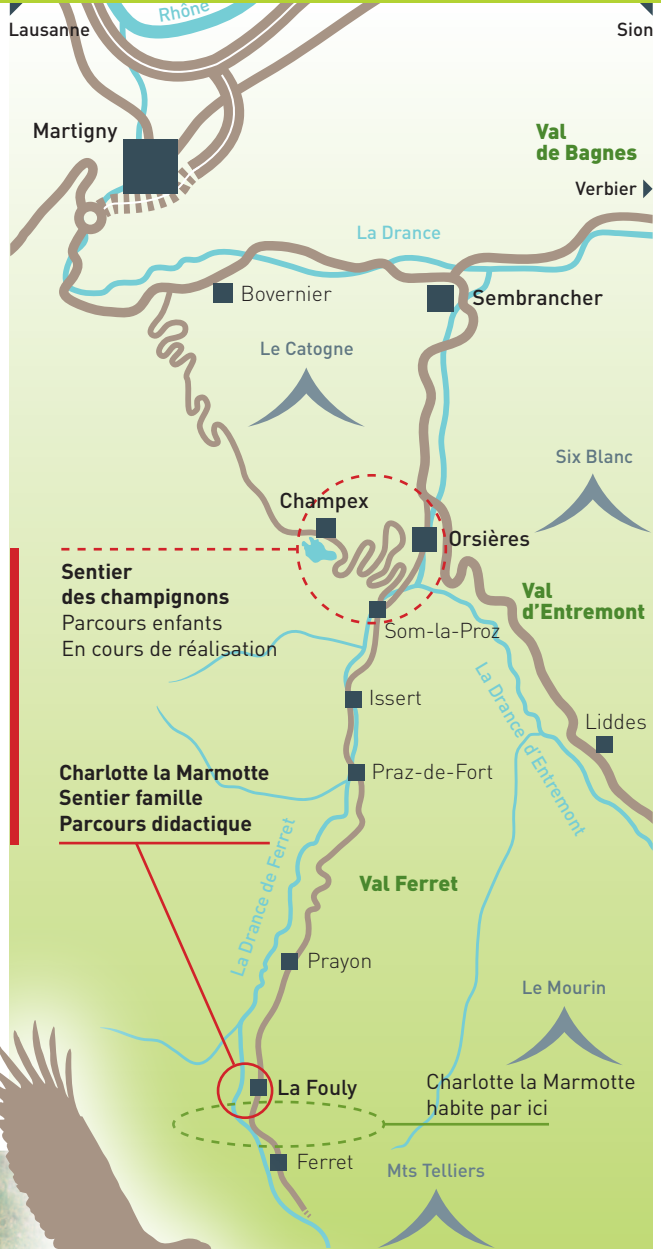 Rhône
Lausanne
Sion
Martigny
Val
de Bagnes
Verbier
La Drance
Bovernier
Sembrancher
Le Catogne
Six Blanc
Champex
Orsières
Sentier
des champignons
Parcours enfants
En cours de réalisation
Val
d'Entremont
Som-la-Proz
La Drance d'Entremont
Issert
Liddes
Charlotte la Marmotte
Sentier famille
Parcours didactique
Praz-de-Fort
La Drance de Ferret
Val Ferret
Prayon
Le Mourin
La Fouly
Charlotte la Marmotte
habite par ici
Ferret
Mts Telliers